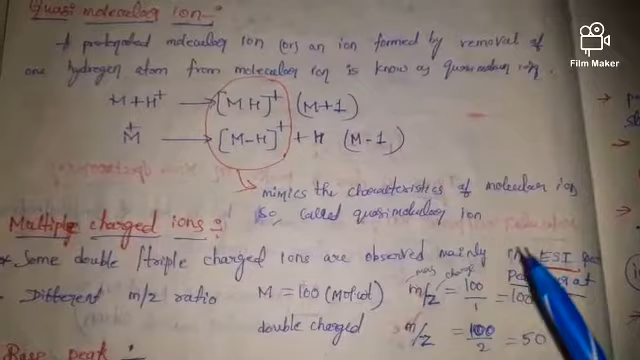 Quasi molecular Ion:-
A protonated molecular ion (or) an ion formed by removal of
one hydrogen atom from molecular ion is known as quasimolecular ion.
M + H⁺ → [MH]⁺ (M+1)
M⁺ → [M-H]⁺ + H (M-1)
mimics the characteristics of molecular ion
so, called quasimolecular ion
Multiple charged ions:-
* Some double/triple charged ions are observed mainly in ESI
- Different m/z ratio M = 100 (Mol.wt) m/z = 100/1 = 100
mass charge
double charged m/z = 100/2 = 50
Base peak:
Film Maker